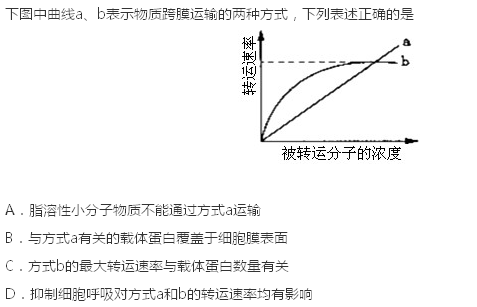 下图中曲线a、b表示物质跨膜运输的两种方式，下列表述正确的是
转运速率
a
b
被转运分子的浓度
A．脂溶性小分子物质不能通过方式a运输
B．与方式a有关的载体蛋白覆盖于细胞膜表面
C．方式b的最大转运速率与载体蛋白数量有关
D．抑制细胞呼吸对方式a和b的转运速率均有影响